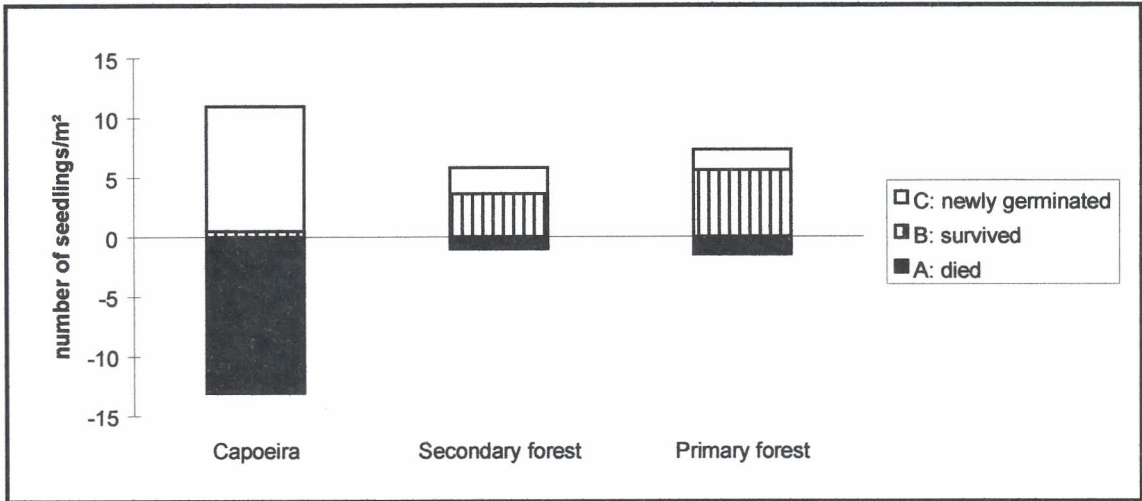 number of seedlings/m²
15
10
5
0
-5
-10
-15
Capoeira
Secondary forest
Primary forest
C: newly germinated
B: survived
A: died